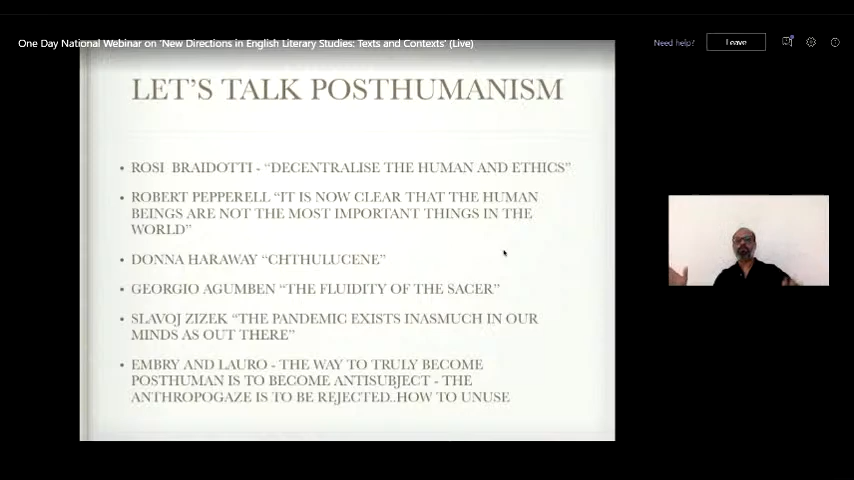 One Day National Webinar on 'New Directions in English Literary Studies: Texts and Contexts' (Live)
Need help?
Leave
LET'S TALK POSTHUMANISM
• ROSI BRAIDOTTI - "DECENTRALISE THE HUMAN AND ETHICS"
• ROBERT PEPPERELL "IT IS NOW CLEAR THAT THE HUMAN
BEINGS ARE NOT THE MOST IMPORTANT THINGS IN THE
WORLD"
• DONNA HARAWAY "CHTHULUCENE"
• GEORGIO AGUMBEN "THE FLUIDITY OF THE SACER"
• SLAVOJ ZIZEK "THE PANDEMIC EXISTS INASMUCH IN OUR
MINDS AS OUT THERE"
• EMBRY AND LAURO - THE WAY TO TRULY BECOME
POSTHUMAN IS TO BECOME ANTISUBJECT - THE
ANTHROPOGAZE IS TO BE REJECTED..HOW TO UNUSE